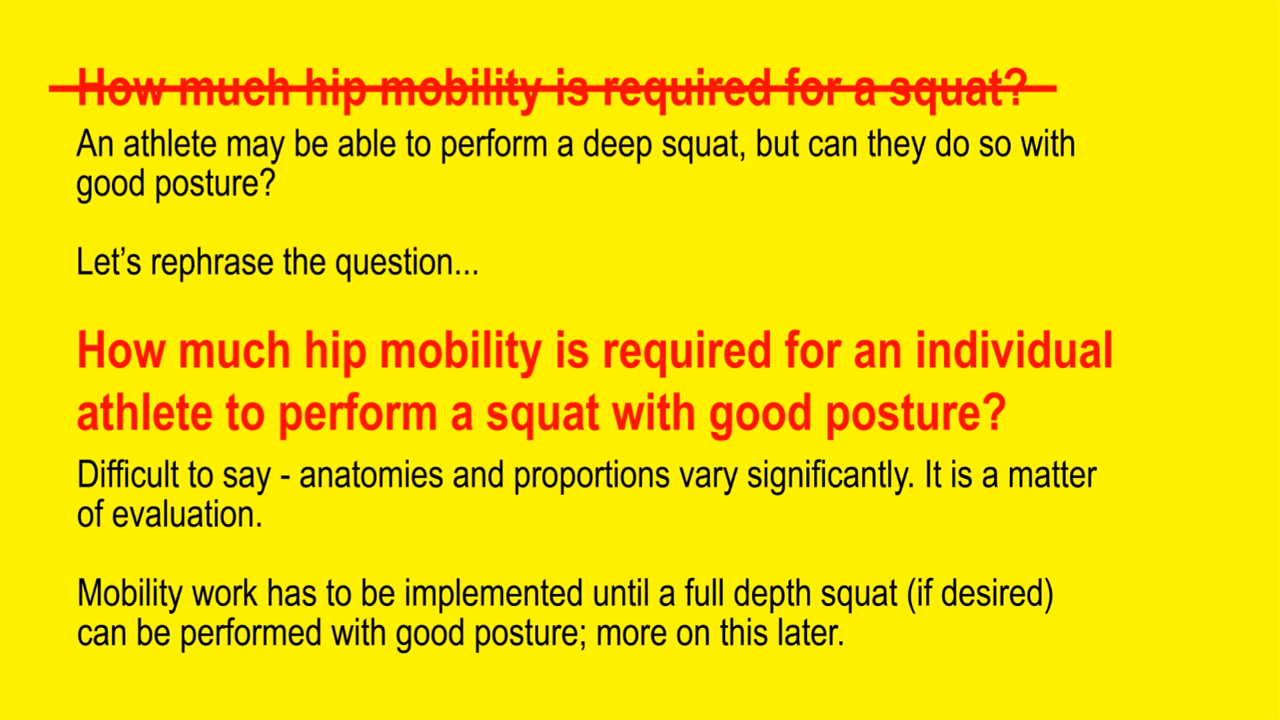 How much hip mobility is required for a squat?
An athlete may be able to perform a deep squat, but can they do so with
good posture?
Let’s rephrase the question...
How much hip mobility is required for an individual
athlete to perform a squat with good posture?
Difficult to say - anatomies and proportions vary significantly. It is a matter
of evaluation.
Mobility work has to be implemented until a full depth squat (if desired)
can be performed with good posture; more on this later.